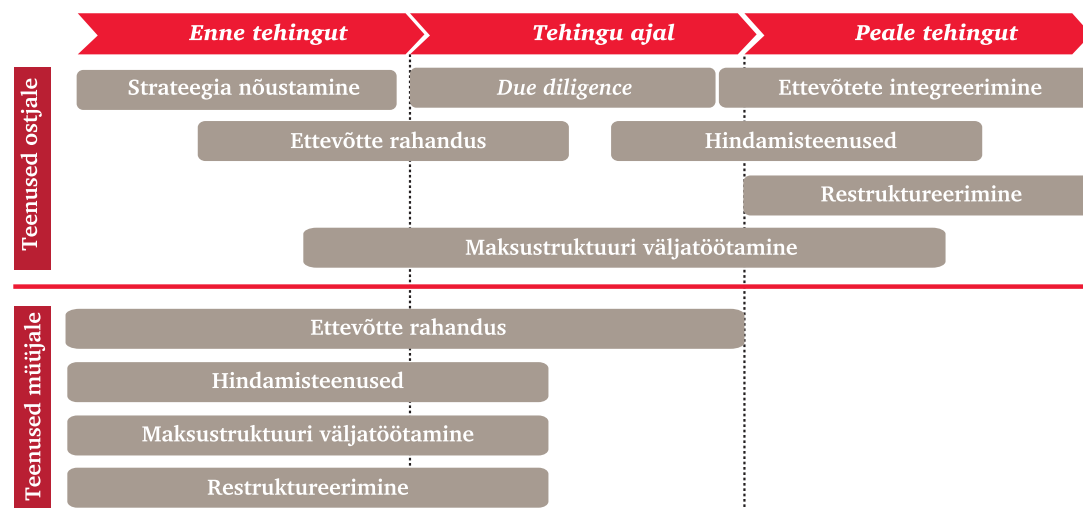 Enne tehingut
Tehingu ajal
Peale tehingut
Teenused ostjale
Strateegia nõustamine
Due diligence
Ettevõtete integreerimine
Ettevõtte rahandus
Hindamisteenused
Restruktureerimine
Maksustruktuuri väljatöötamine
Teenused müüjale
Ettevõtte rahandus
Hindamisteenused
Maksustruktuuri väljatöötamine
Restruktureerimine